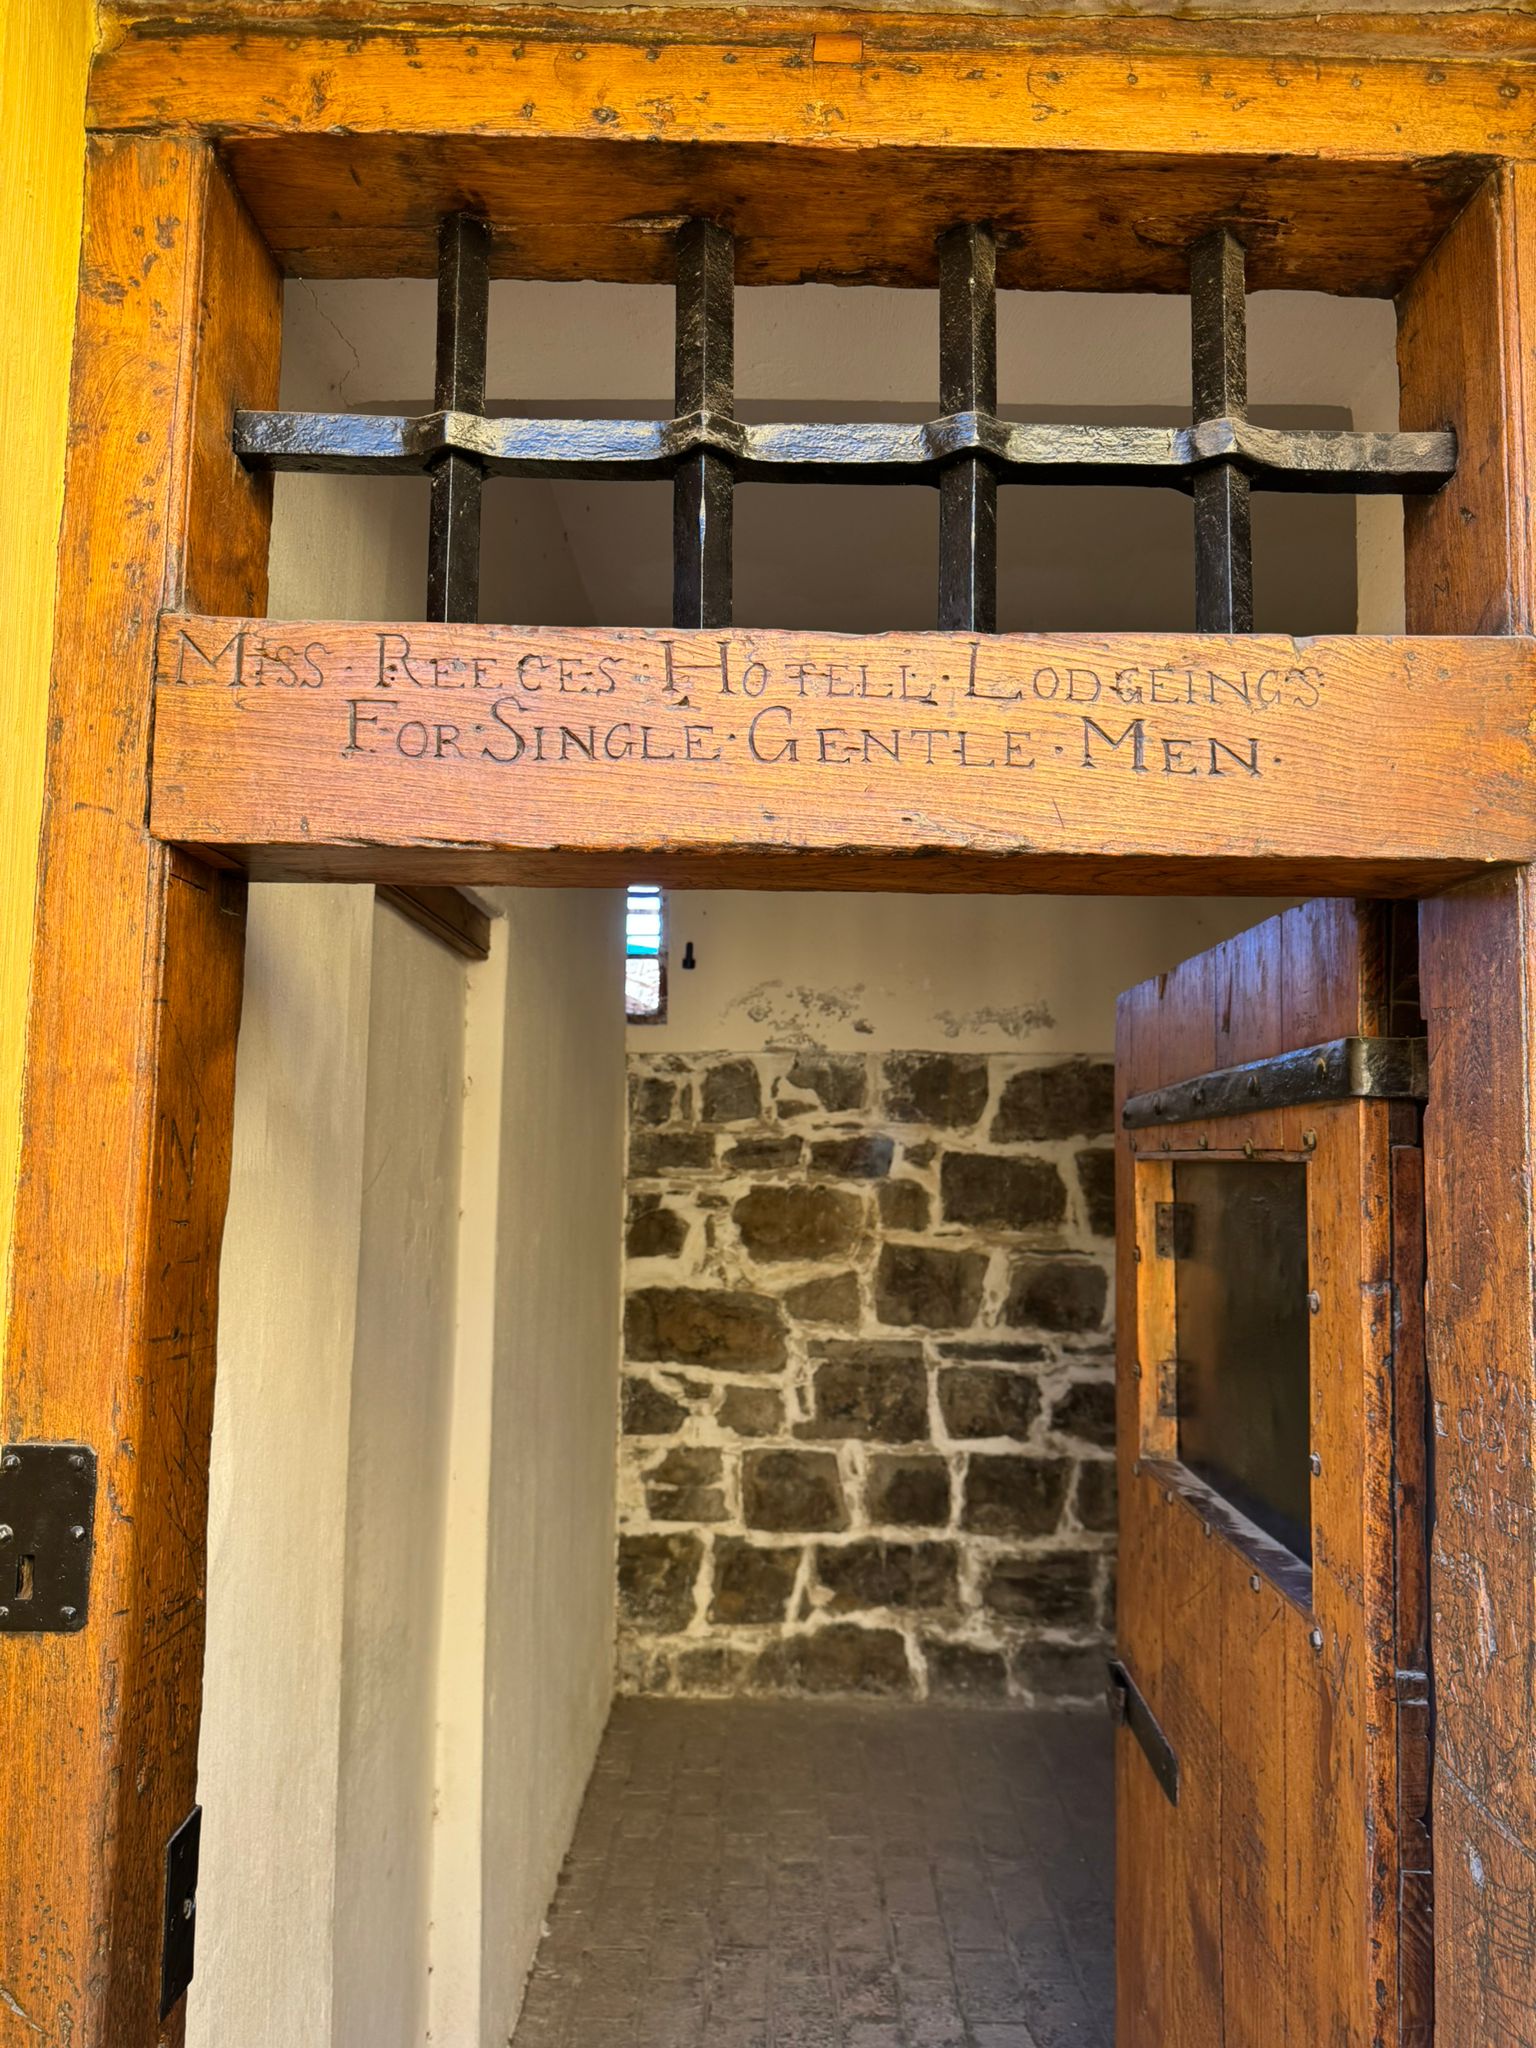 MISS · REECES · HOTELL · LODGEINGS
FOR · SINGLE · GENTLE · MEN ·